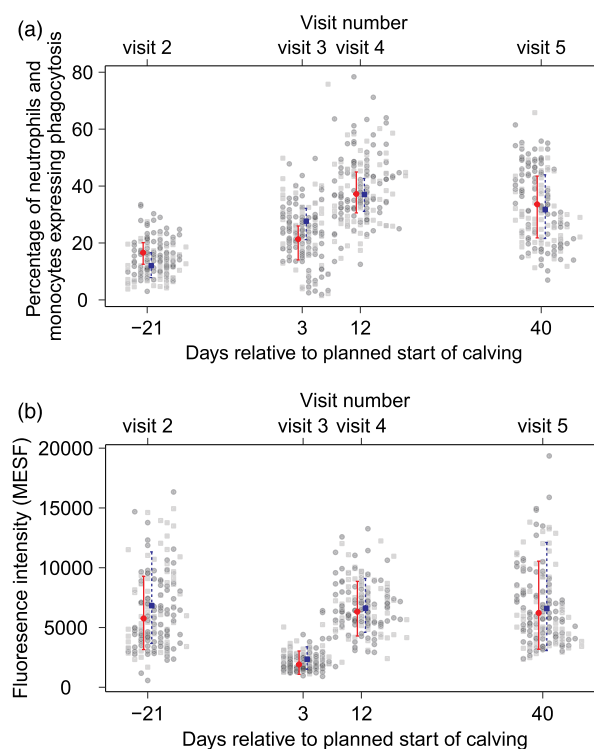 (a)
Visit number
visit 2 visit 3 visit 4 visit 5
Percentage of neutrophils and
monocytes expressing phagocytosis
80
60
40
20
0
−21 3 12 40
Days relative to planned start of calving
(b)
Visit number
visit 2 visit 3 visit 4 visit 5
Fluoresence intensity (MESF)
20000
15000
10000
5000
0
−21 3 12 40
Days relative to planned start of calving